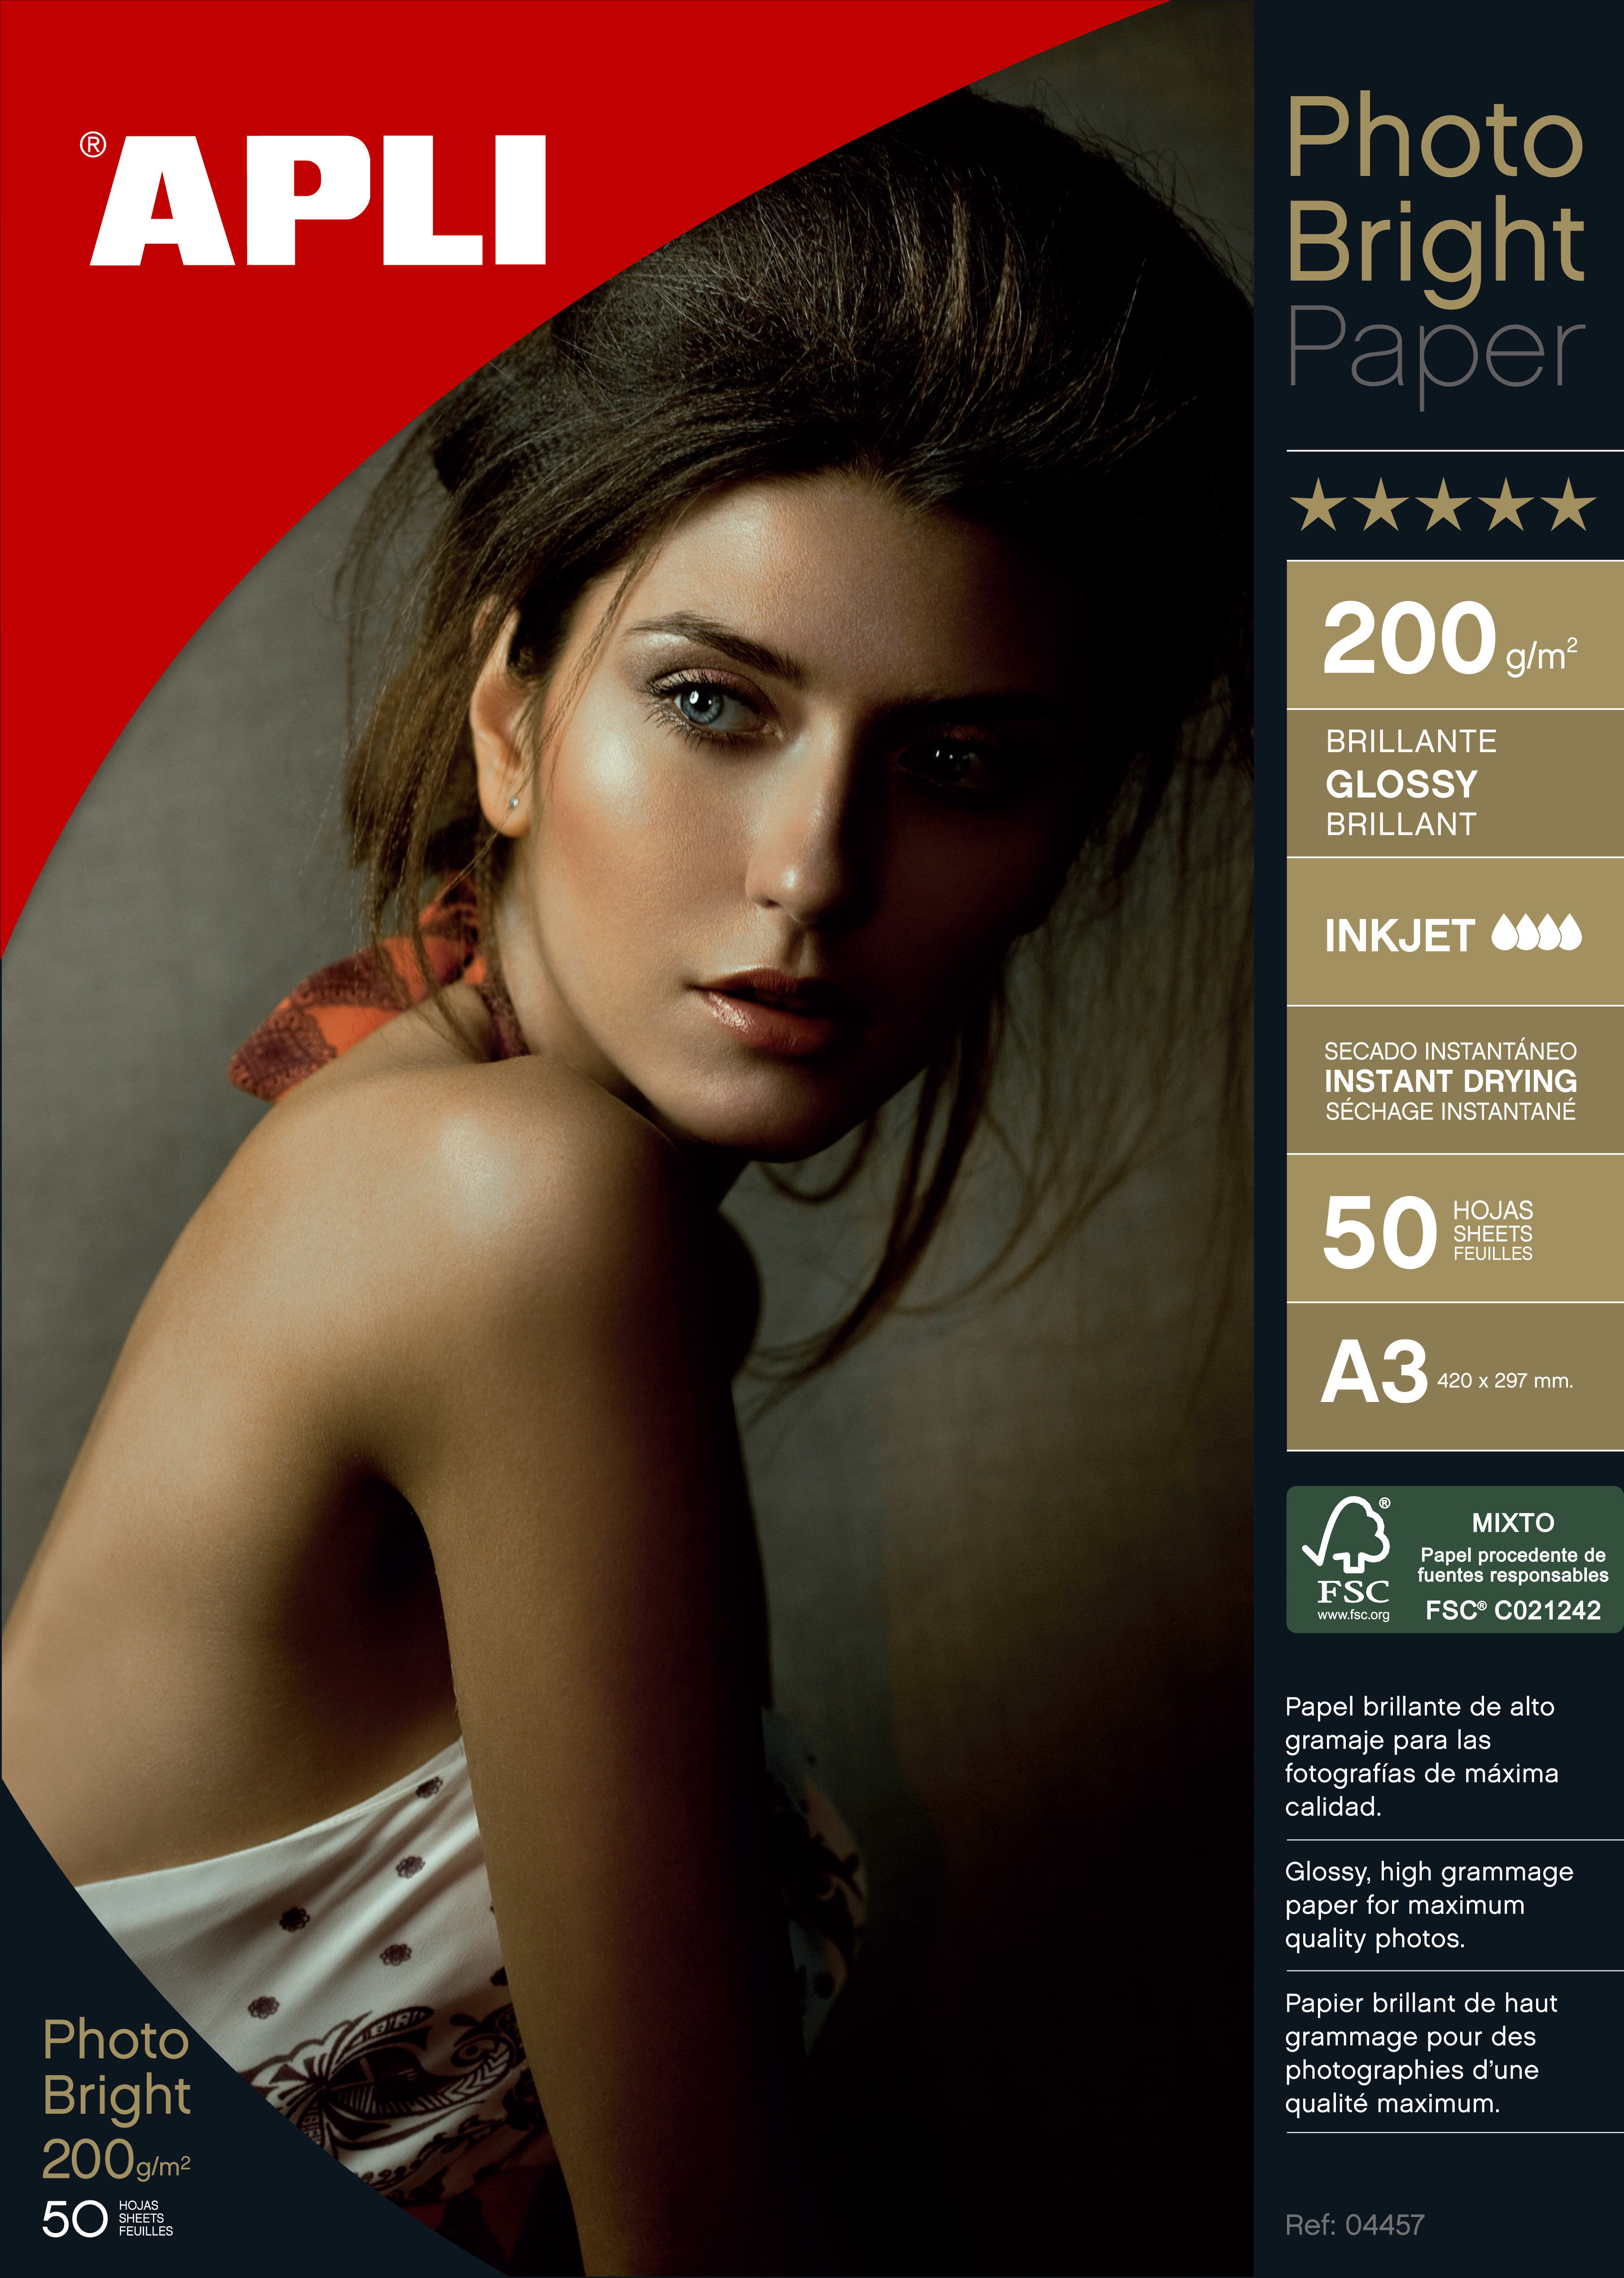 ®APLI
Photo
Bright
Paper
200 g/m²
BRILLANTE
GLOSSY
BRILLANT
INKJET
SECADO INSTANTÁNEO
INSTANT DRYING
SÉCHAGE INSTANTANÉ
50 HOJAS
SHEETS
FEUILLES
A3 420 x 297 mm.
®
FSC
www.fsc.org
MIXTO
Papel procedente de
fuentes responsables
FSC® C021242
Papel brillante de alto
gramaje para las
fotografías de máxima
calidad.
Glossy, high grammage
paper for maximum
quality photos.
Papier brillant de haut
grammage pour des
photographies d’une
qualité maximum.
Ref: 04457
Photo
Bright
200g/m²
50 HOJAS
SHEETS
FEUILLES